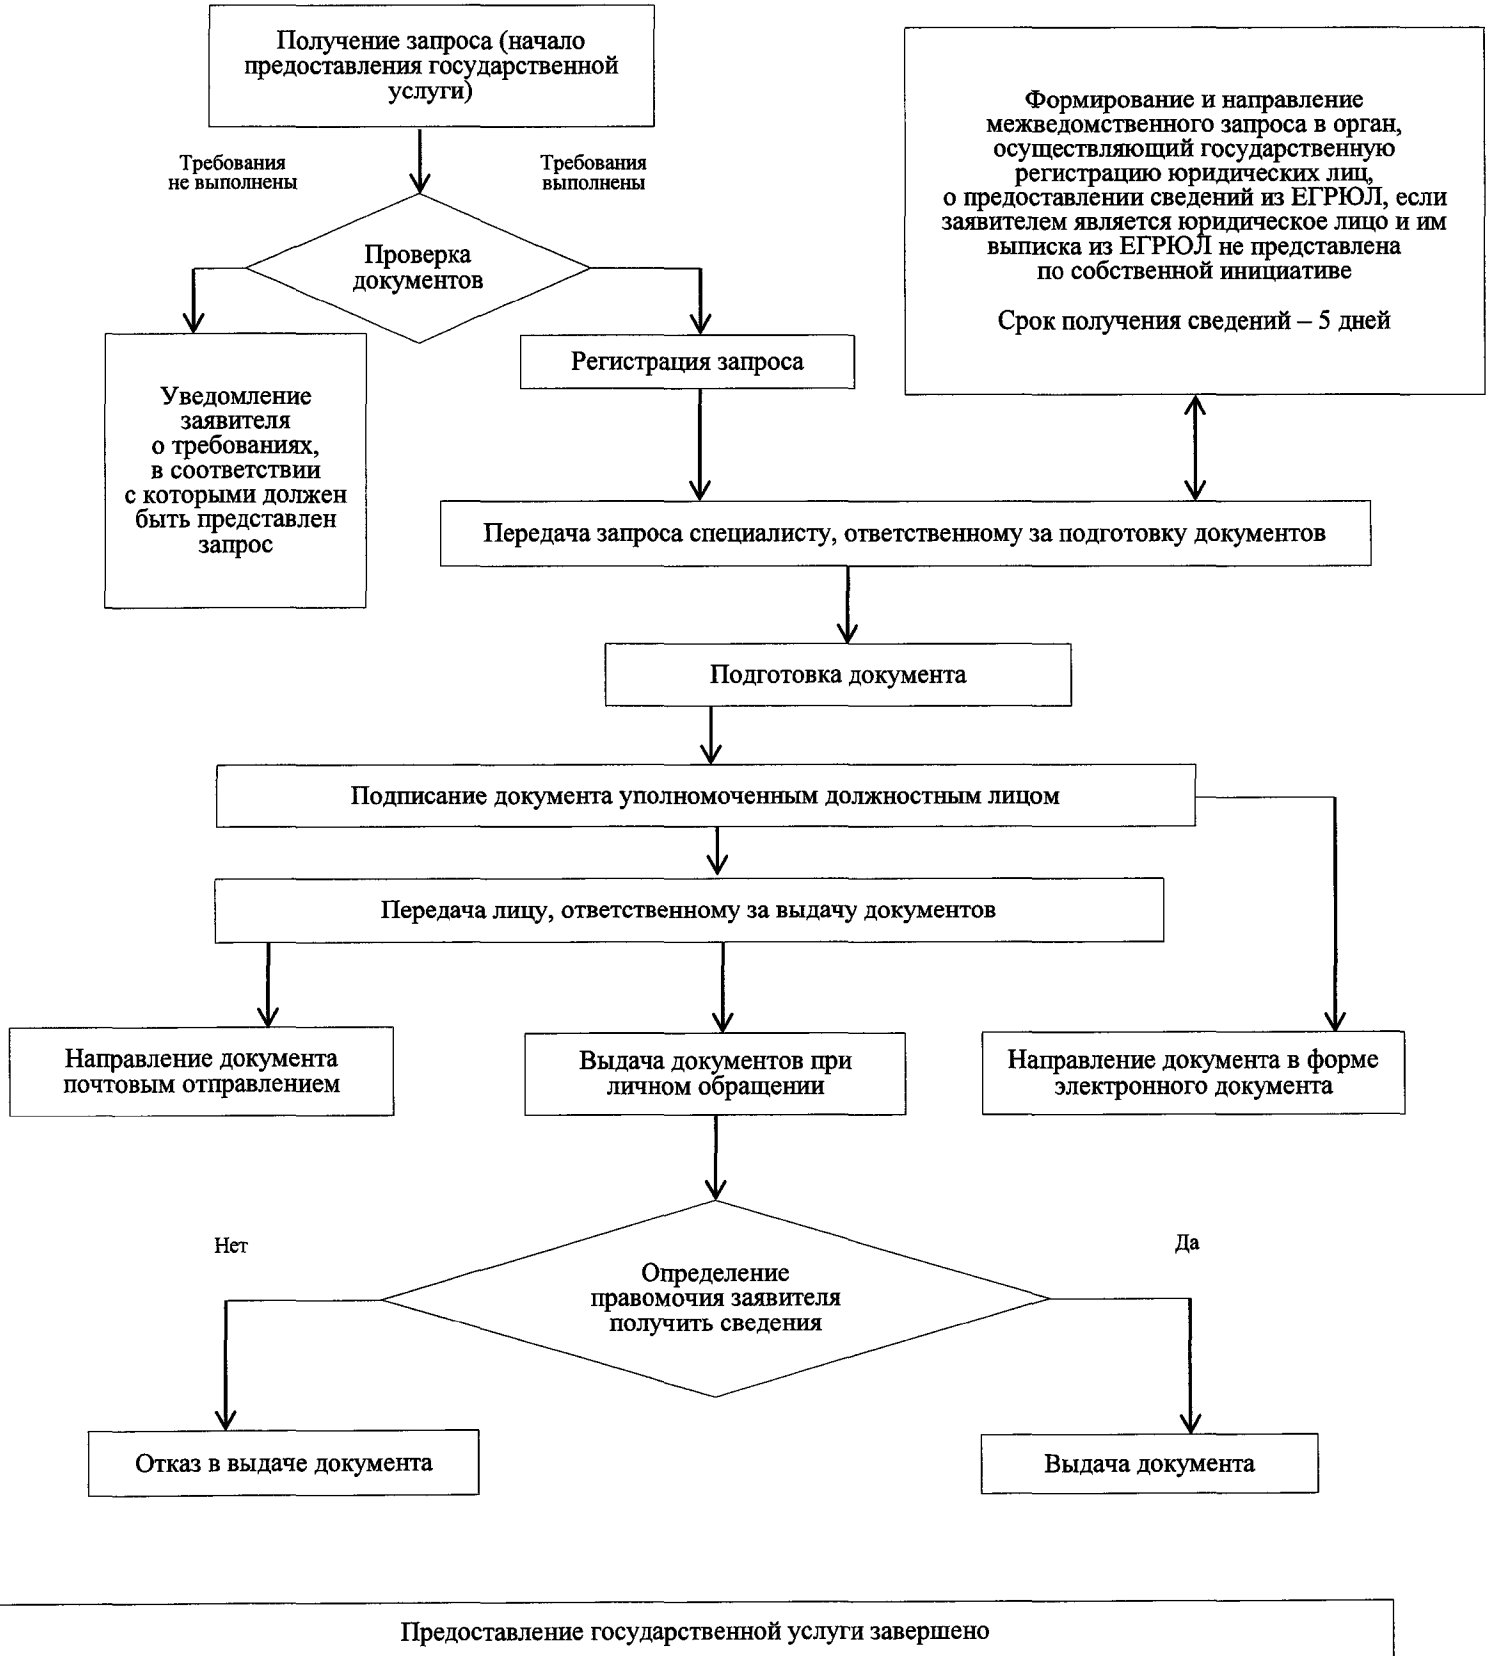 Получение запроса (начало
предоставления государственной
услуги)
Формирование и направление
межведомственного запроса в орган,
осуществляющий государственную
регистрацию юридических лиц,
о предоставлении сведений из ЕГРЮЛ, если
заявителем является юридическое лицо и им
выписка из ЕГРЮЛ не представлена
по собственной инициативе
Срок получения сведений – 5 дней
Требования
не выполнены
Требования
выполнены
Проверка
документов
Уведомление
заявителя
о требованиях,
в соответствии
с которыми должен
быть представлен
запрос
Регистрация запроса
Передача запроса специалисту, ответственному за подготовку документов
Подготовка документа
Подписание документа уполномоченным должностным лицом
Передача лицу, ответственному за выдачу документов
Направление документа
почтовым отправлением
Выдача документов при
личном обращении
Направление документа в форме
электронного документа
Нет
Да
Определение
правомочия заявителя
получить сведения
Отказ в выдаче документа
Выдача документа
Предоставление государственной услуги завершено